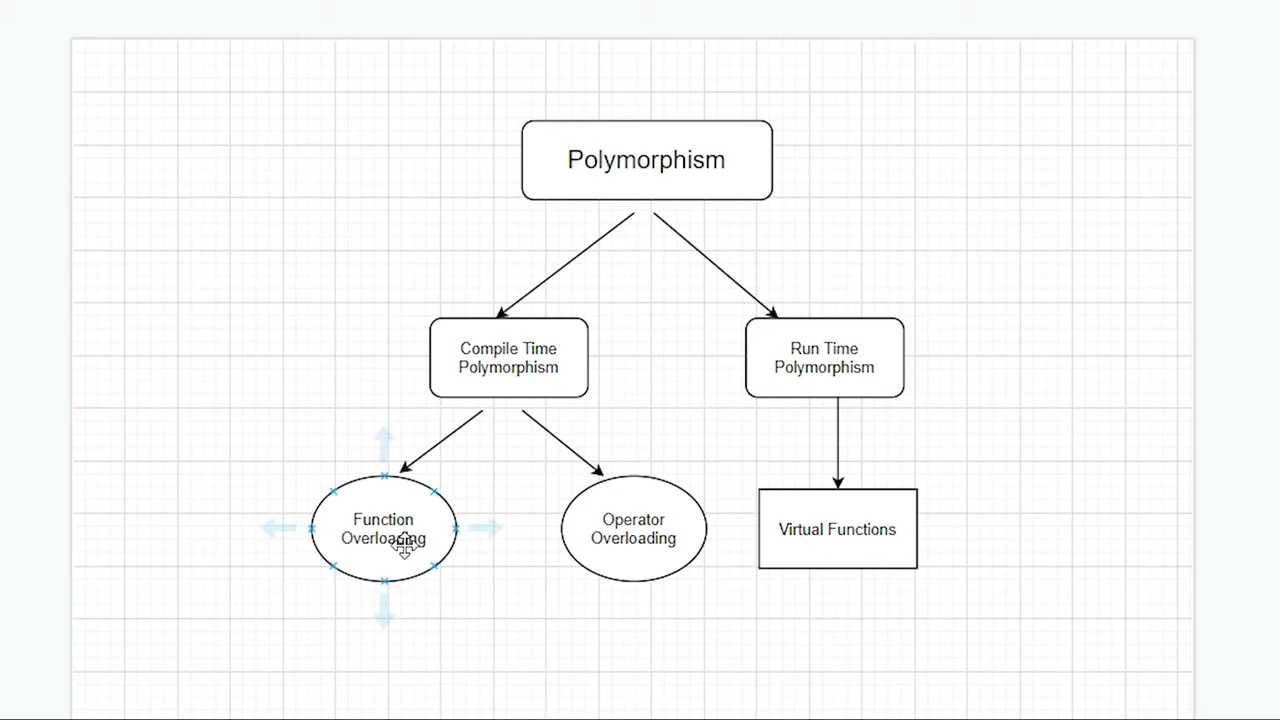 Polymorphism
Compile Time
Polymorphism
Run Time
Polymorphism
Function
Overloading
Operator
Overloading
Virtual Functions